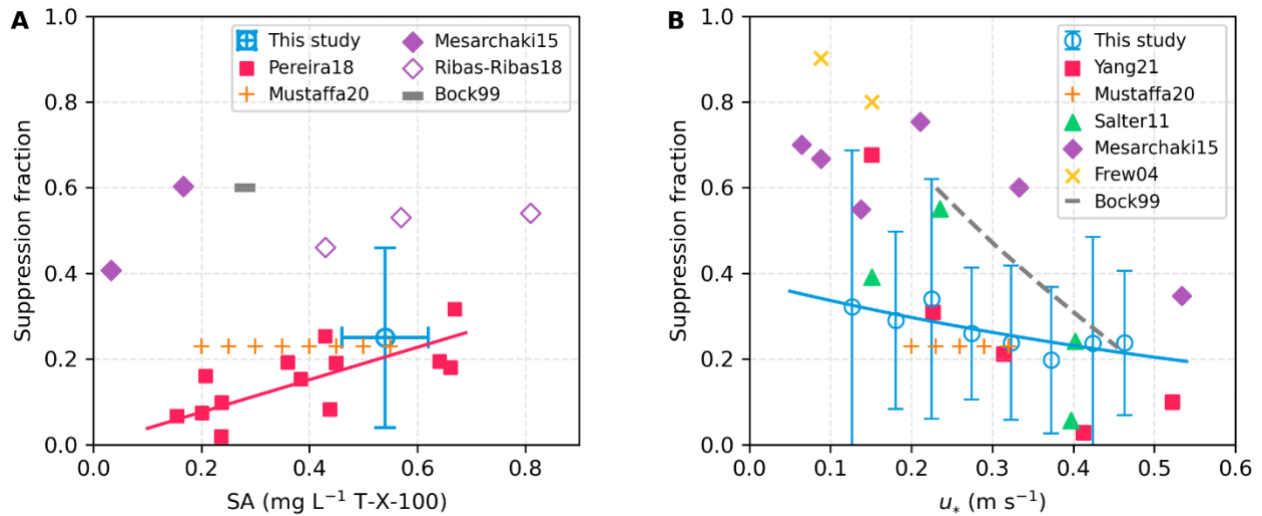 A
1.0
0.8
0.6
0.4
0.2
0.0
Suppression fraction
This study
Pereira18
Mustaffa20
Mesarchaki15
Ribas-Ribas18
Bock99
0.0 0.2 0.4 0.6 0.8
SA (mg L⁻¹ T-X-100)
B
1.0
0.8
0.6
0.4
0.2
0.0
Suppression fraction
This study
Yang21
Mustaffa20
Salter11
Mesarchaki15
Frew04
Bock99
0.0 0.1 0.2 0.3 0.4 0.5 0.6
u* (m s⁻¹)